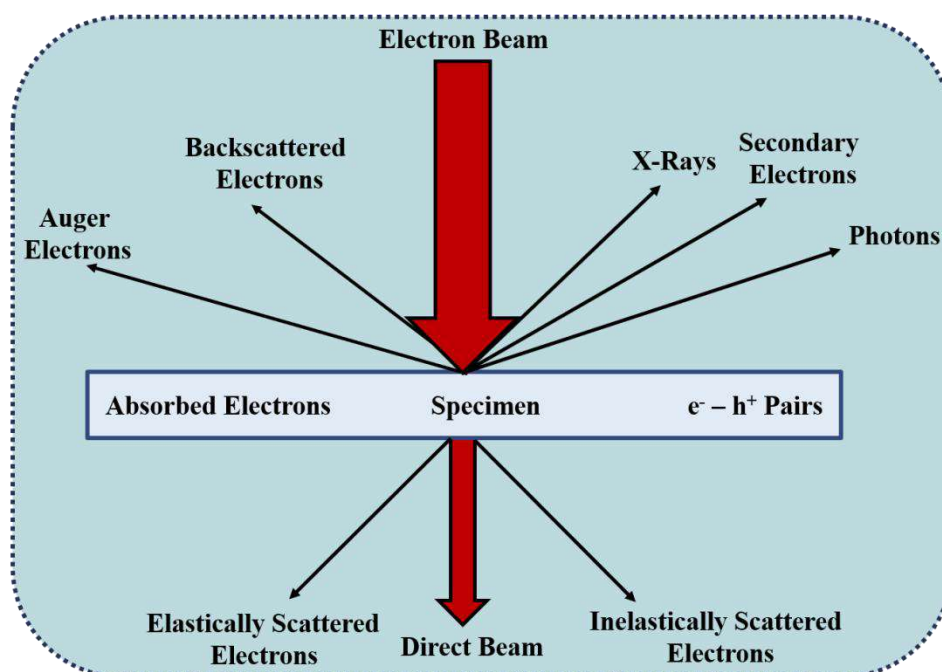 Electron Beam
Backscattered
Electrons
X-Rays
Secondary
Electrons
Auger
Electrons
Photons
Absorbed Electrons
Specimen
e⁻ – h⁺ Pairs
Elastically Scattered
Electrons
Direct Beam
Inelastically Scattered
Electrons